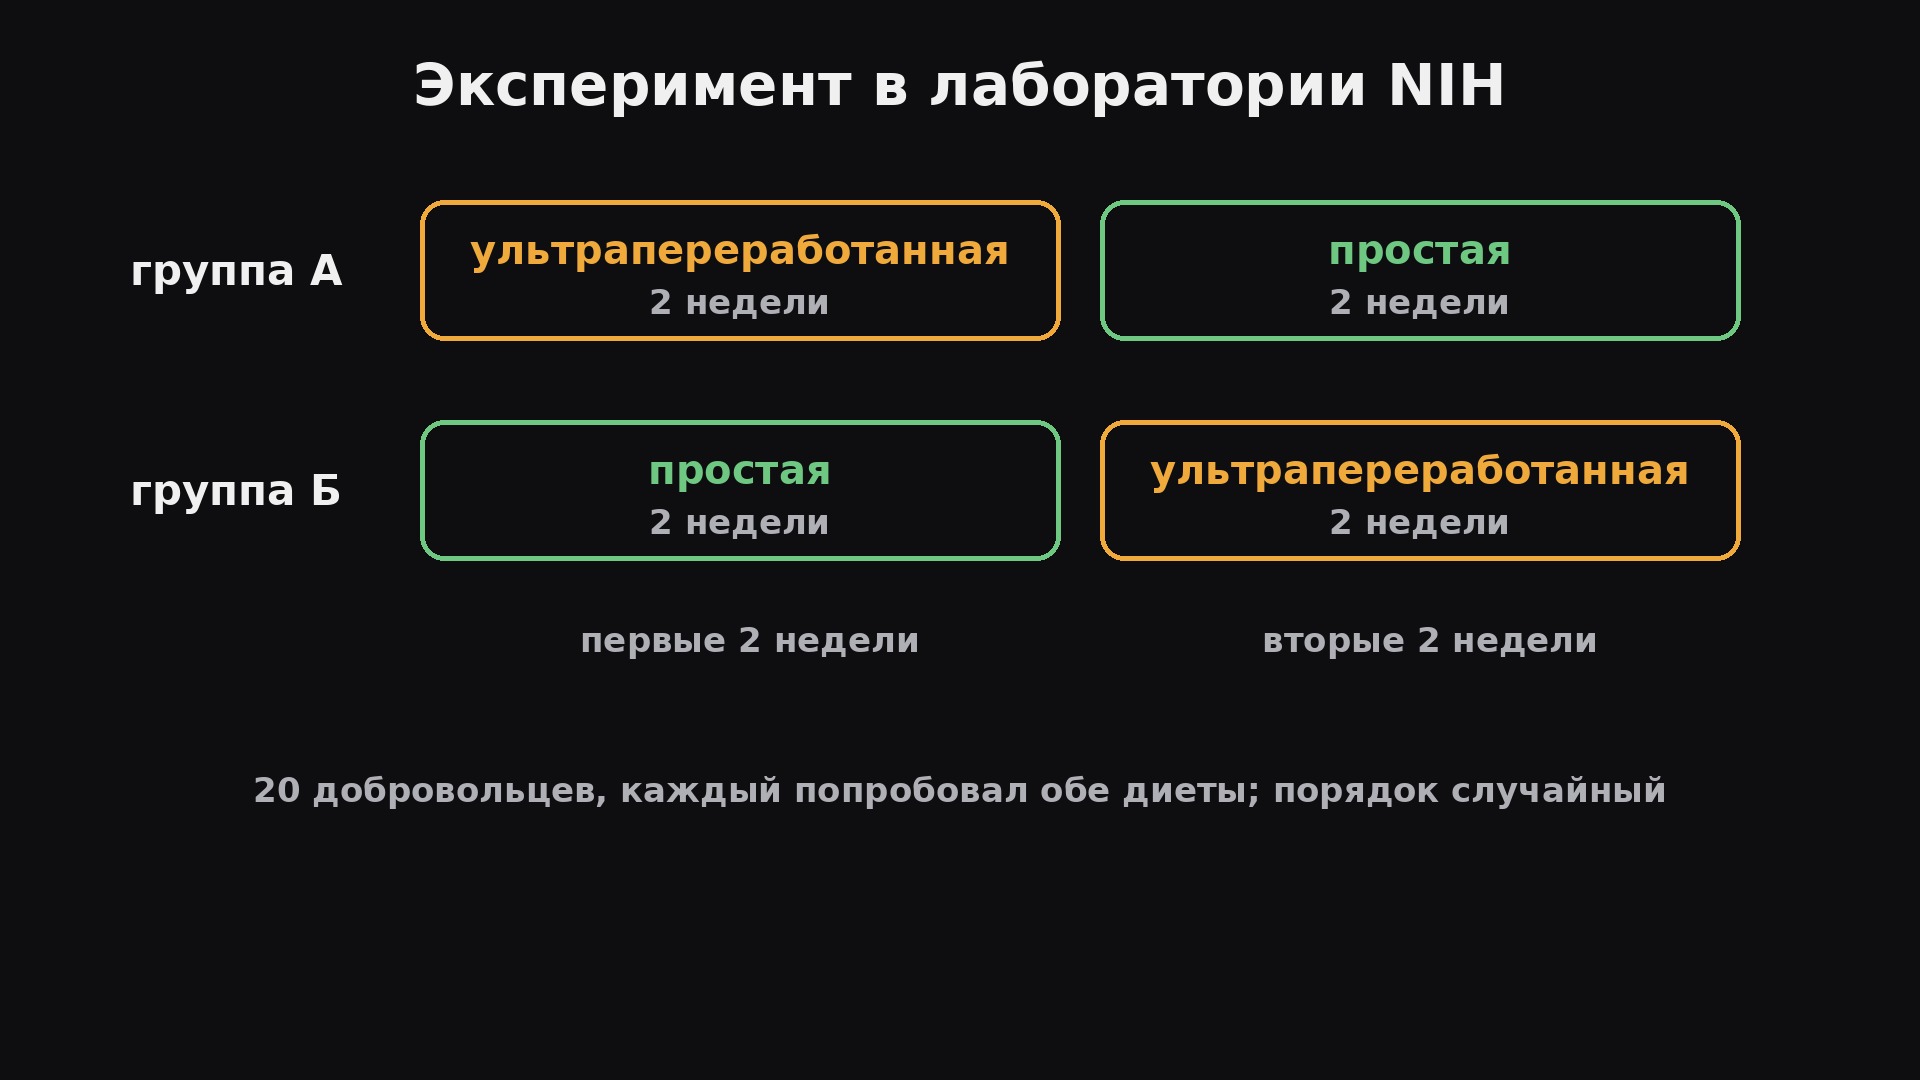 Эксперимент в лаборатории NIH
группа А
ультрапереработанная
2 недели
простая
2 недели
группа Б
простая
2 недели
ультрапереработанная
2 недели
первые 2 недели
вторые 2 недели
20 добровольцев, каждый попробовал обе диеты; порядок случайный